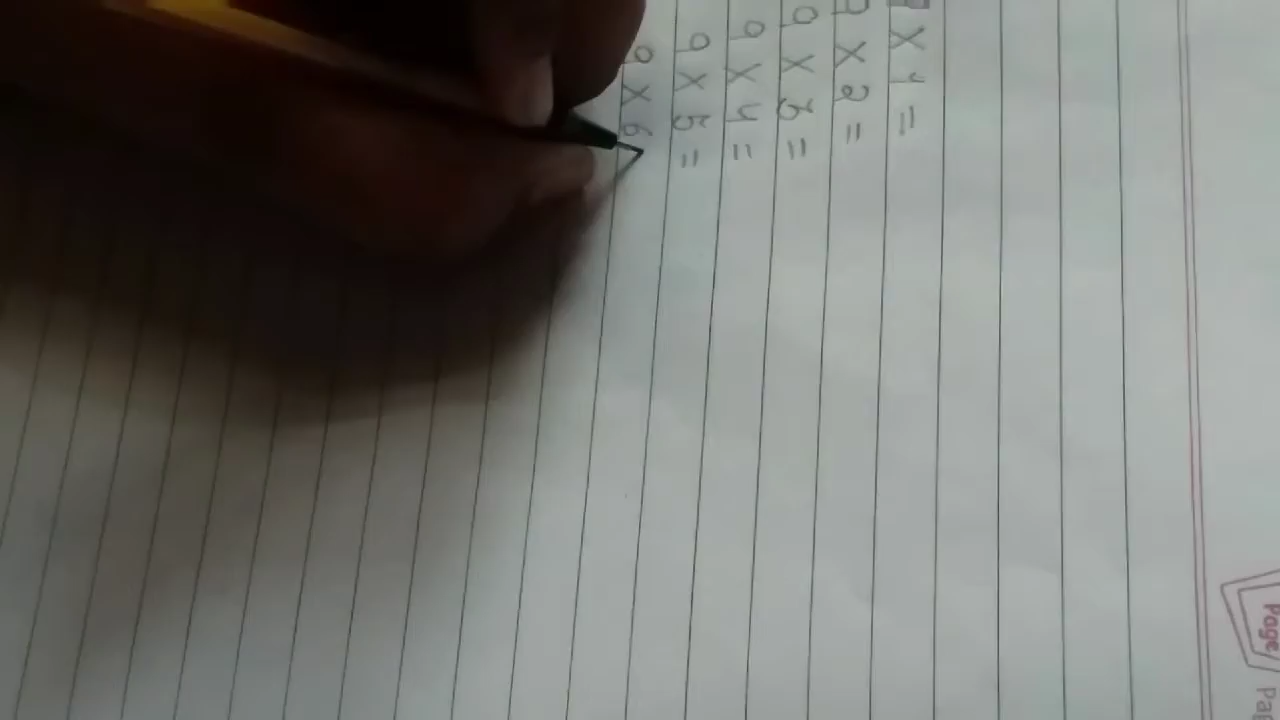 Page
9 X 1 =
9 X 2 =
9 X 3 =
9 X 4 =
9 X 5 =
9 X 6